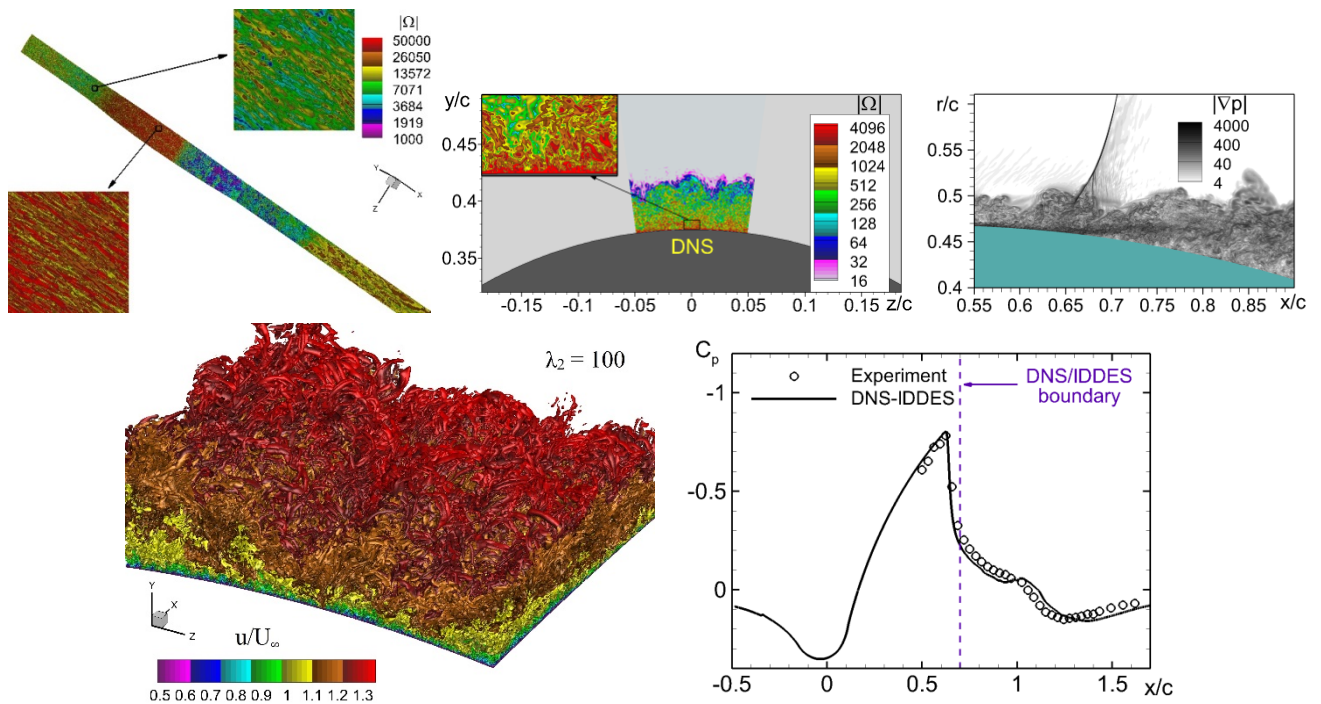 |Ω|
50000
26050
13572
7071
3684
1919
1000
Y
X
Z
y/c
0.45
0.4
0.35
|Ω|
4096
2048
1024
512
256
128
64
32
16
DNS
-0.15 -0.1 -0.05 0 0.05 0.1 0.15 z/c
r/c
0.55
0.5
0.45
0.4
|∇p|
4000
400
40
4
0.55 0.6 0.65 0.7 0.75 0.8 0.85 x/c
λ₂ = 100
Y
X
Z
u/U∞
0.5 0.6 0.7 0.8 0.9 1 1.1 1.2 1.3
Cₚ
-1
-0.5
0
Experiment
DNS-IDDES
DNS/IDDES
boundary
-0.5 0 0.5 1 1.5 x/c